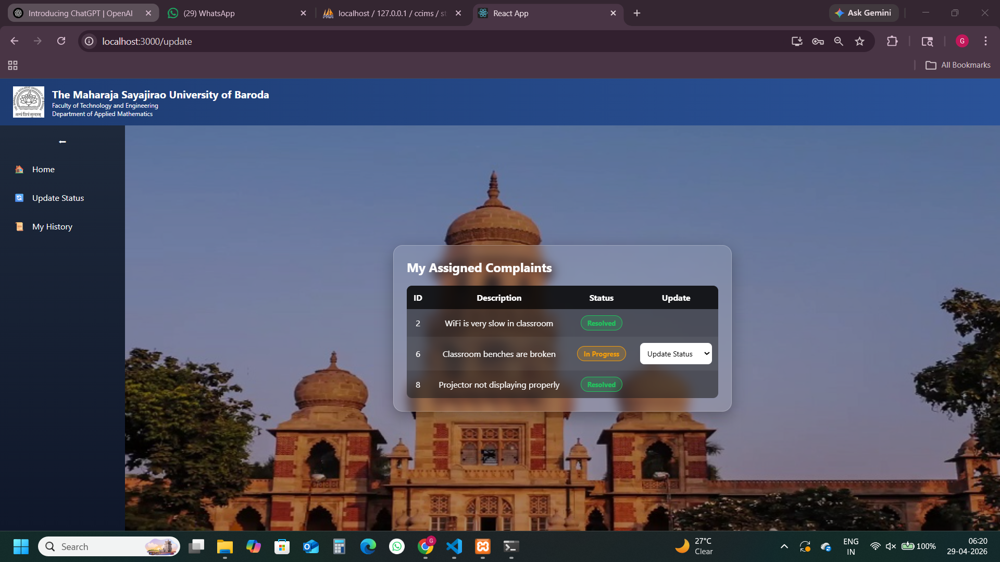 Introducing ChatGPT | OpenAI
(29) WhatsApp
localhost / 127.0.0.1 / ccims / st
React App
Ask Gemini
localhost:3000/update
G
All Bookmarks
The Maharaja Sayajirao University of Baroda
Faculty of Technology and Engineering
Department of Applied Mathematics
सत्यं शिवं सुन्दरम्
Home
Update Status
My History
My Assigned Complaints
ID Description Status Update
2 WiFi is very slow in classroom Resolved
6 Classroom benches are broken In Progress Update Status
8 Projector not displaying properly Resolved
Search
G
27°C
Clear
ENG
IN
100%
06:20
29-04-2026